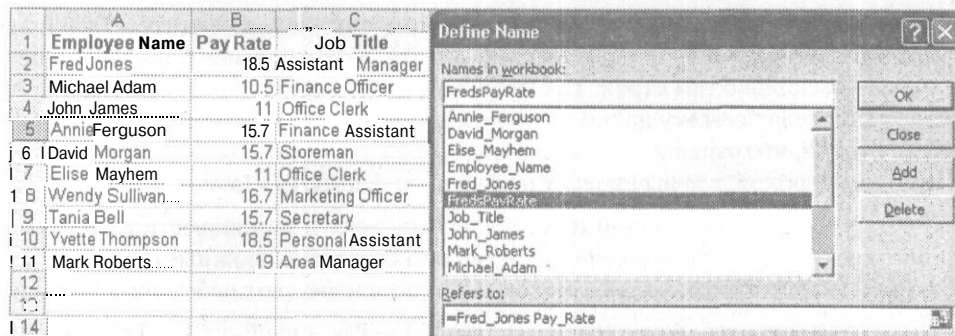 A B C
1 Employee Name Pay Rate Job Title
2 Fred Jones 18.5 Assistant Manager
3 Michael Adam 10.5 Finance Officer
4 John James 11 Office Clerk
5 Annie Ferguson 15.7 Finance Assistant
6 David Morgan 15.7 Storeman
7 Elise Mayhem 11 Office Clerk
8 Wendy Sullivan 16.7 Marketing Officer
9 Tania Bell 15.7 Secretary
10 Yvette Thompson 18.5 Personal Assistant
11 Mark Roberts 19 Area Manager
12
13
14
Define Name
Names in workbook:
FredsPayRate
OK
Annie_Ferguson
David_Morgan
Elise_Mayhem
Employee_Name
Fred_Jones
FredsPayRate
Job_Title
John_James
Mark_Roberts
Michael_Adam
Close
Add
Delete
Refers to:
=Fred_Jones Pay_Rate